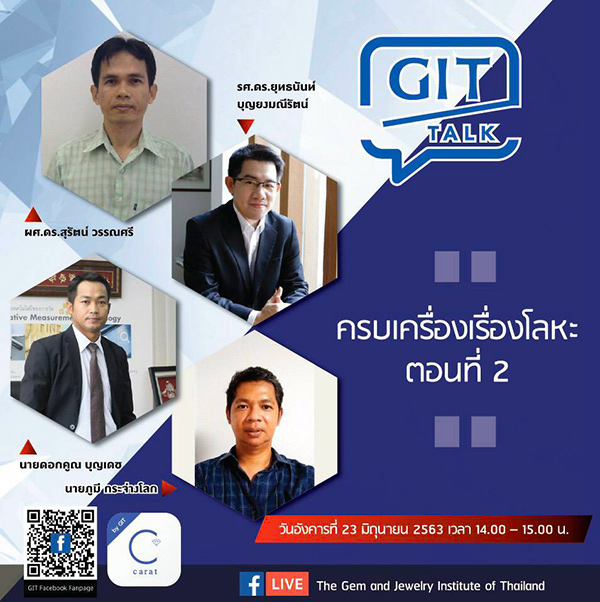 GIT
TALK
รศ.ดร.ยุทธนันท์
บุญยงมณีรัตน์
ผศ.ดร.สุรัตน์ วรรณศรี
ative Measurement
ครบเครื่องเรื่องโลหะ
ตอนที่ 2
นายดอกคูณ บุญเดช
นายภูมี กระจ่างโลก
วันอังคารที่ 23 มิถุนายน 2563 เวลา 14.00 – 15.00 น.
by GIT
carat
GIT Facebook Fanpage
LIVE The Gem and Jewelry Institute of Thailand